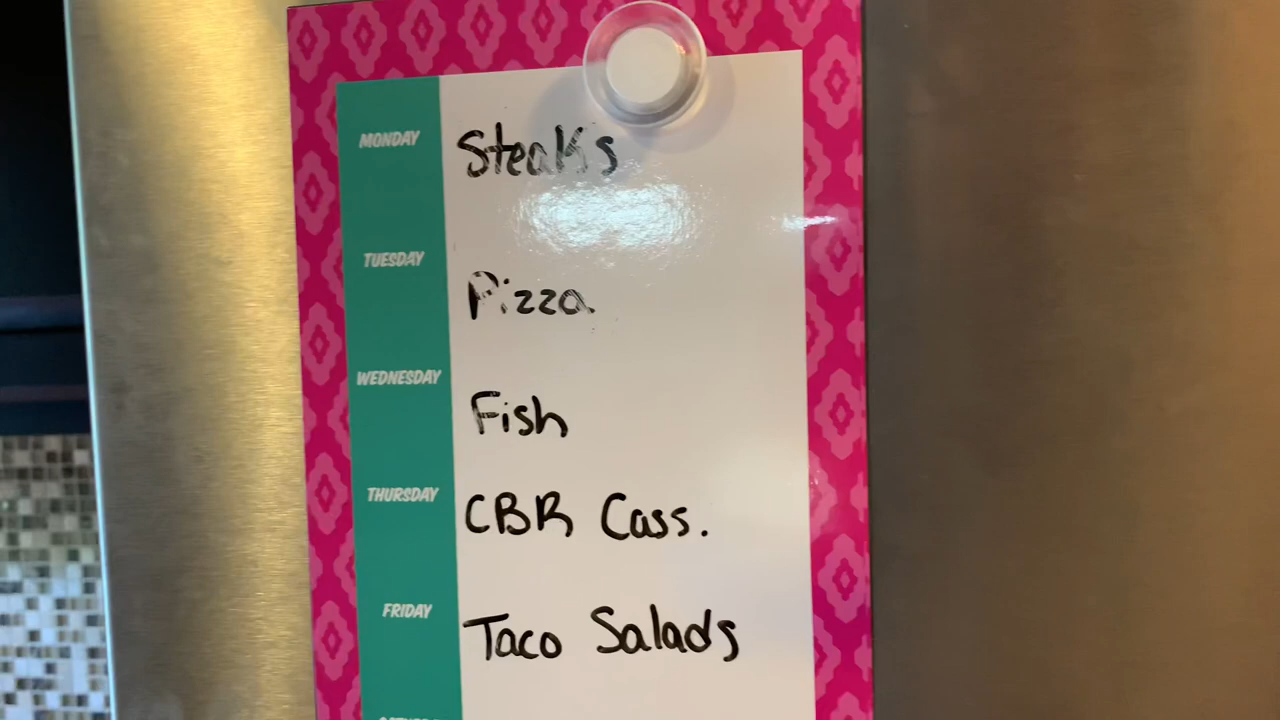 MONDAY Steaks
TUESDAY Pizza
WEDNESDAY Fish
THURSDAY CBR Cass.
FRIDAY Taco Salads